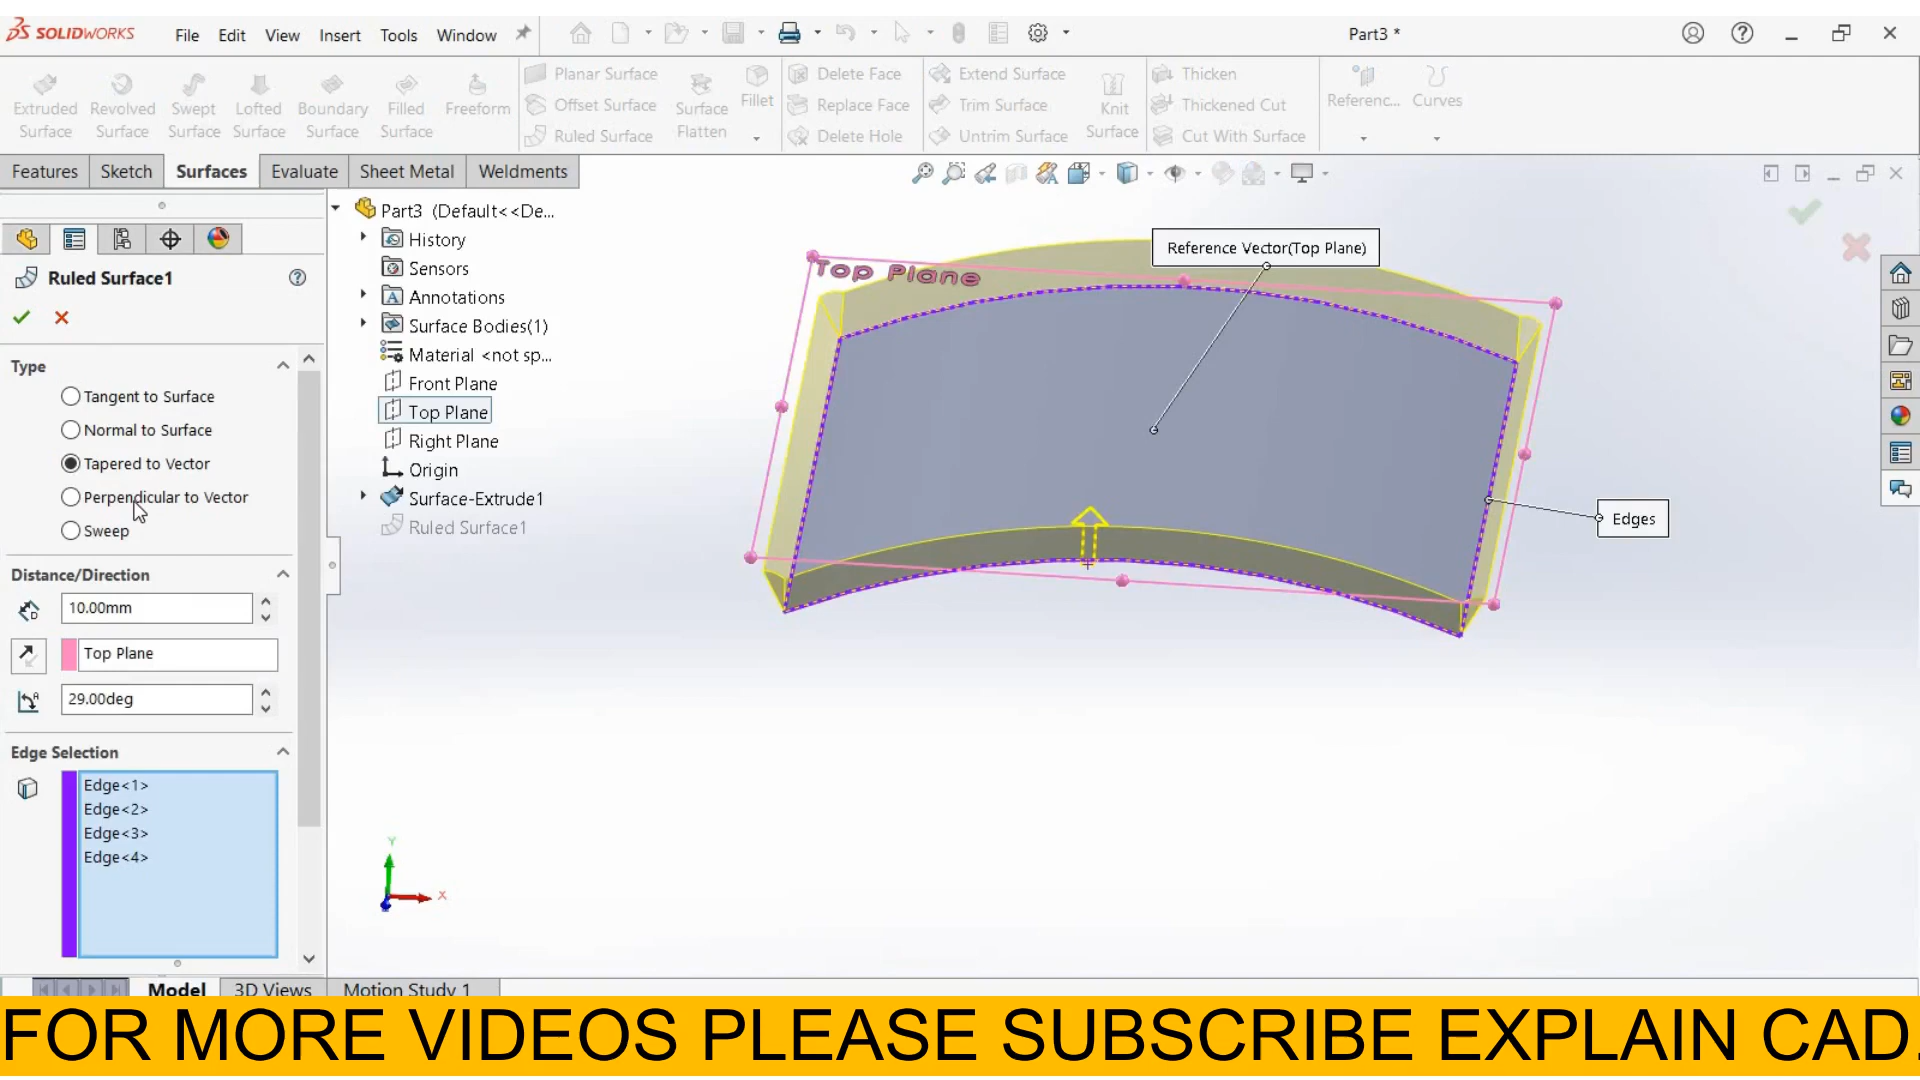 SOLIDWORKS
File Edit View Insert Tools Window
Part3 *
Extruded Surface
Revolved Surface
Swept Surface
Lofted Surface
Boundary Surface
Filled Surface
Freeform
Planar Surface
Offset Surface
Ruled Surface
Surface Flatten
Fillet
Delete Face
Replace Face
Delete Hole
Extend Surface
Trim Surface
Untrim Surface
Knit Surface
Thicken
Thickened Cut
Cut With Surface
Referenc...
Curves
Features Sketch Surfaces Evaluate Sheet Metal Weldments
Ruled Surface1
Type
Tangent to Surface
Normal to Surface
Tapered to Vector
Perpendicular to Vector
Sweep
Distance/Direction
10.00mm
Top Plane
29.00deg
Edge Selection
Edge<1>
Edge<2>
Edge<3>
Edge<4>
Part3 (Default<<De...
History
Sensors
Annotations
Surface Bodies(1)
Material <not sp...
Front Plane
Top Plane
Right Plane
Origin
Surface-Extrude1
Ruled Surface1
Top Plane
Reference Vector(Top Plane)
Edges
Y
X
Model 3D Views Motion Study 1
FOR MORE VIDEOS PLEASE SUBSCRIBE EXPLAIN CAD.